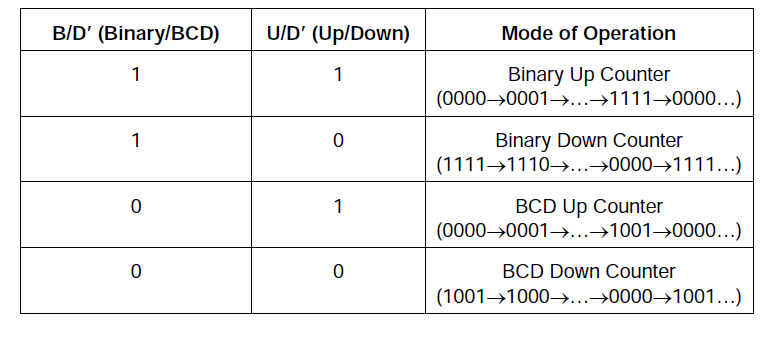 B/D’ (Binary/BCD) U/D’ (Up/Down) Mode of Operation
1 1 Binary Up Counter
(0000→0001→…→1111→0000…)
1 0 Binary Down Counter
(1111→1110→…→0000→1111…)
0 1 BCD Up Counter
(0000→0001→…→1001→0000…)
0 0 BCD Down Counter
(1001→1000→…→0000→1001…)